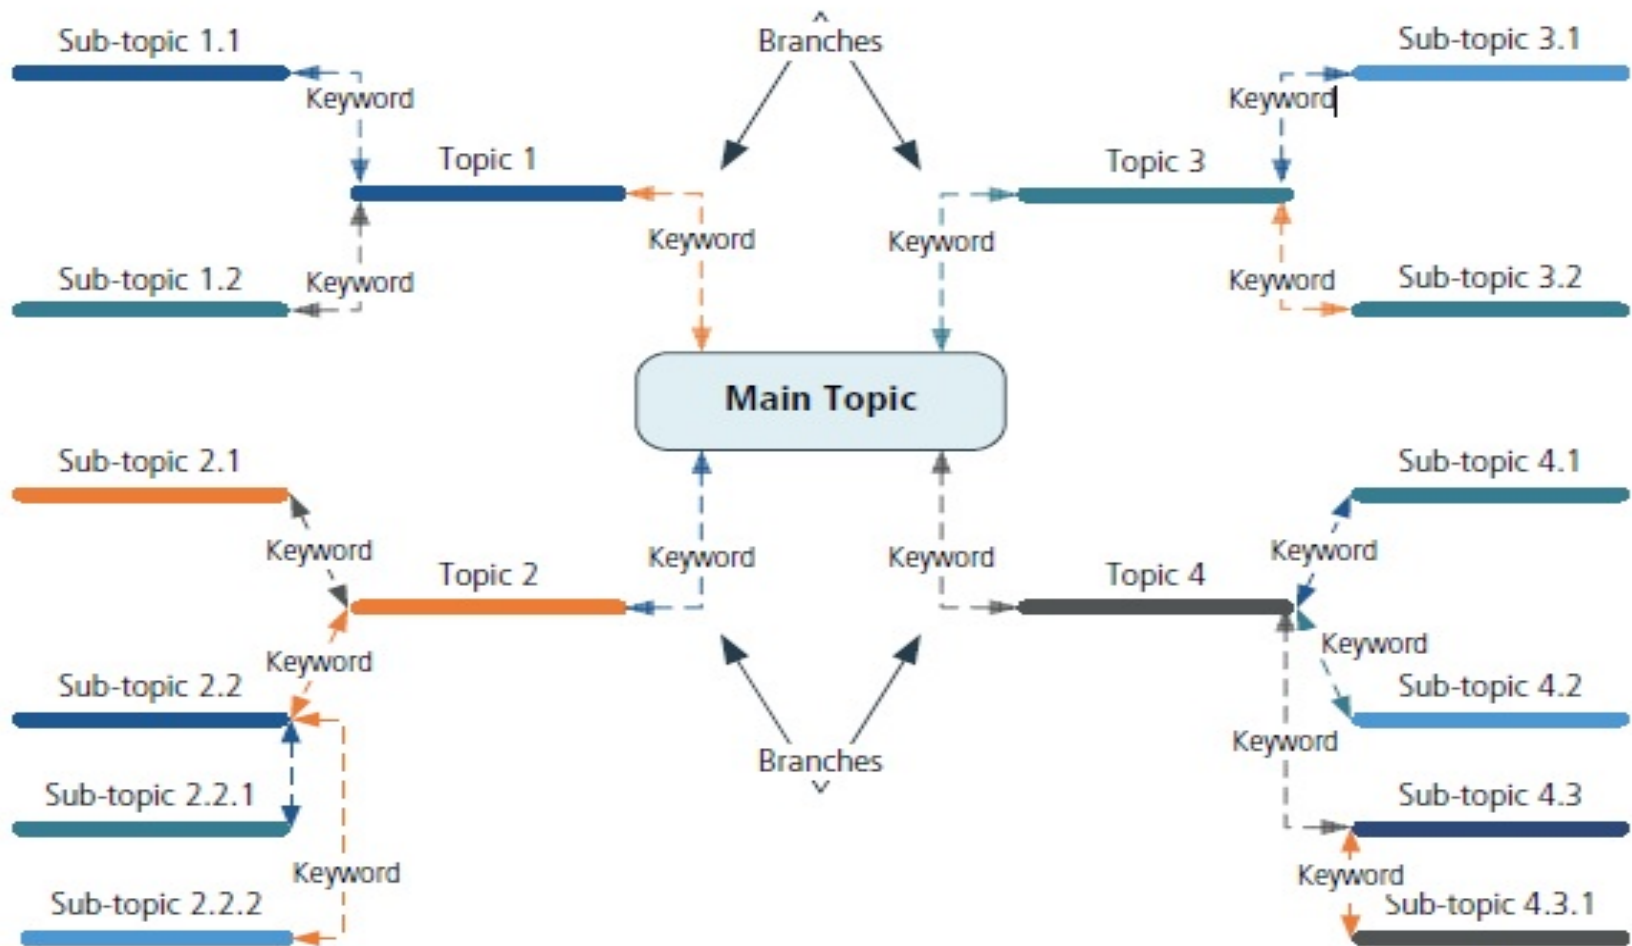 Sub-topic 1.1
Branches
Sub-topic 3.1
Keyword
Keyword
Topic 1
Topic 3
Keyword
Keyword
Sub-topic 1.2
Keyword
Keyword
Sub-topic 3.2
Main Topic
Sub-topic 2.1
Sub-topic 4.1
Keyword
Keyword
Keyword
Keyword
Topic 2
Topic 4
Keyword
Keyword
Sub-topic 2.2
Sub-topic 4.2
Keyword
Branches
Sub-topic 2.2.1
Sub-topic 4.3
Keyword
Keyword
Sub-topic 2.2.2
Sub-topic 4.3.1